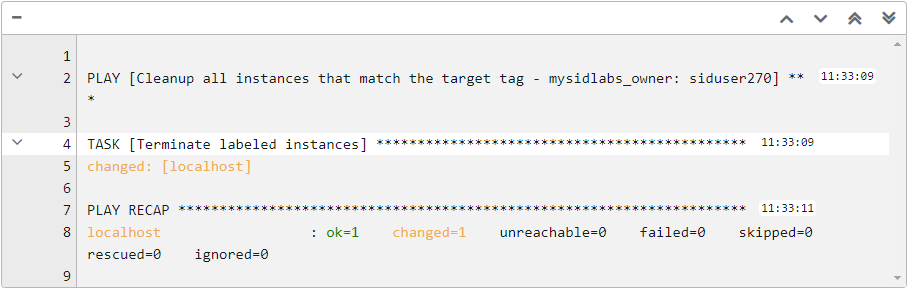 1
2 PLAY [Cleanup all instances that match the target tag - mysidlabs_owner: siduser270] ** 11:33:09
*
3
4 TASK [Terminate labeled instances] ********************************************* 11:33:09
5 changed: [localhost]
6
7 PLAY RECAP ********************************************************************* 11:33:11
8 localhost : ok=1 changed=1 unreachable=0 failed=0 skipped=0
rescued=0 ignored=0
9